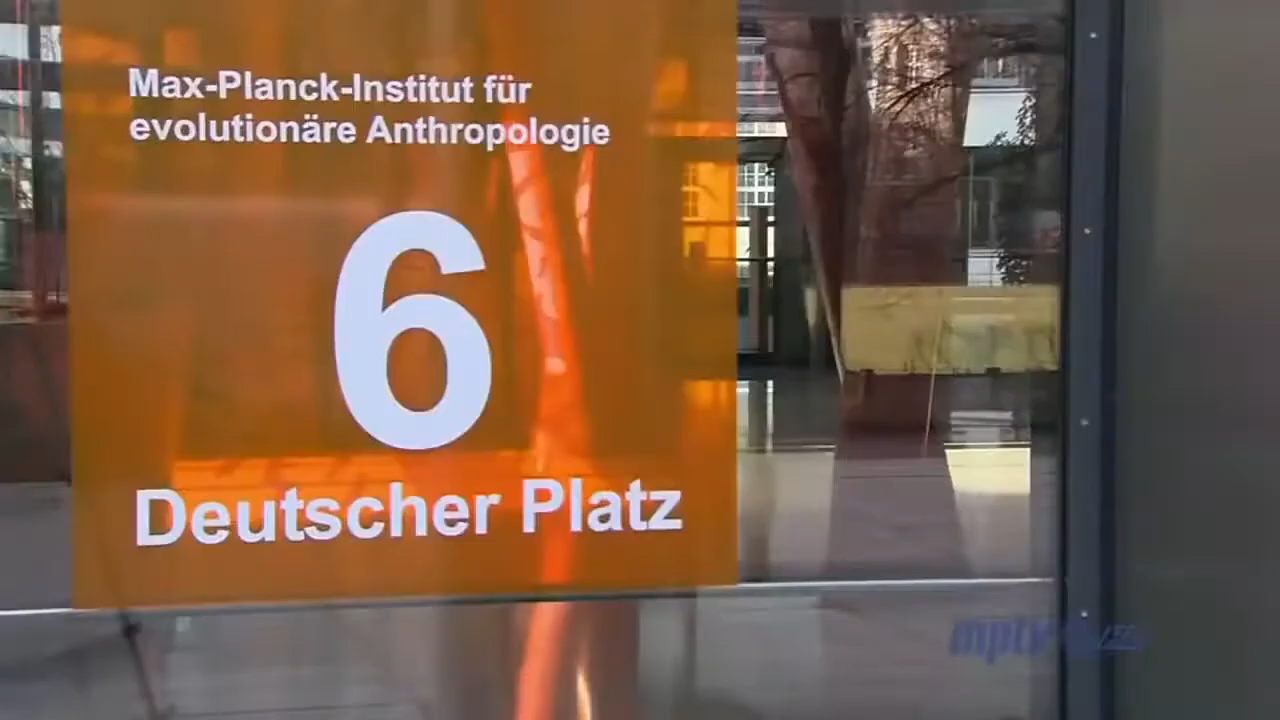 Max-Planck-Institut für
evolutionäre Anthropologie
6
Deutscher Platz